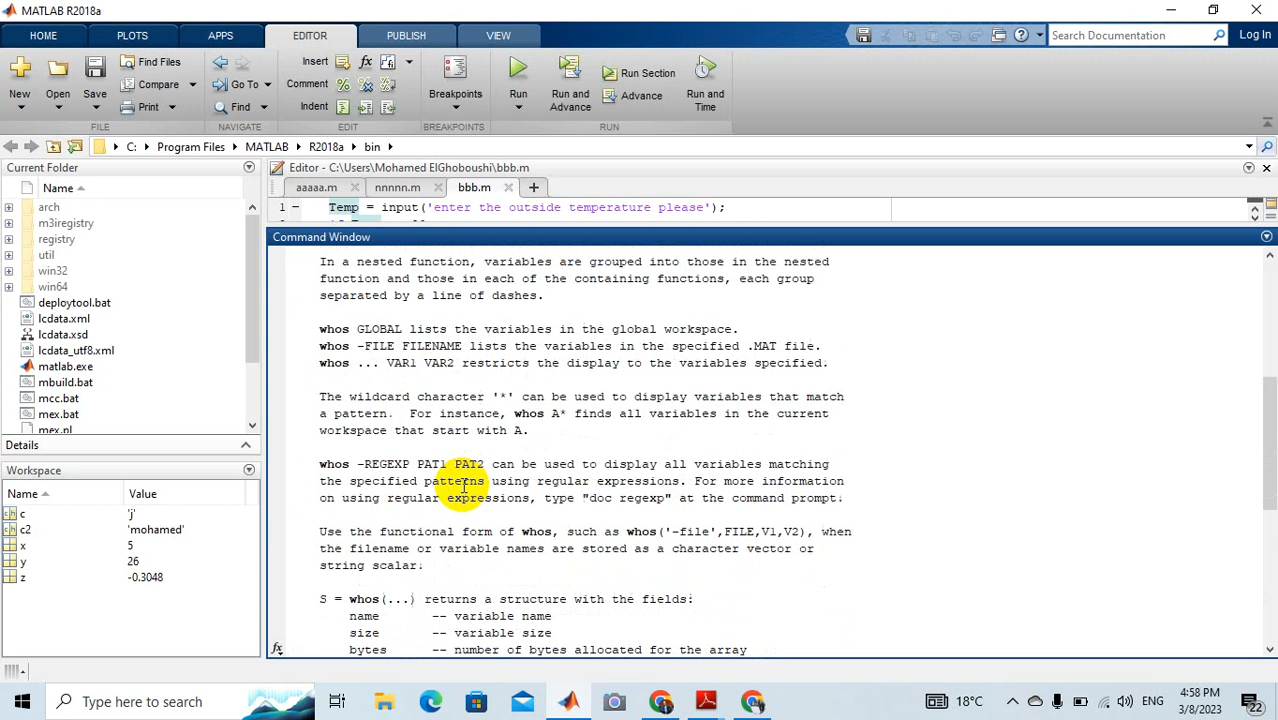 MATLAB R2018a
HOME PLOTS APPS EDITOR PUBLISH VIEW Search Documentation Log In
New Open Save Find Files Compare Print
Go To Find
Insert Comment Indent
Breakpoints
Run Run and Advance Run Section Advance Run and Time
FILE NAVIGATE EDIT BREAKPOINTS RUN
C: Program Files MATLAB R2018a bin
Current Folder
Name
arch
m3iregistry
registry
util
win32
win64
deploytool.bat
lcdata.xml
lcdata.xsd
lcdata_utf8.xml
matlab.exe
mbuild.bat
mcc.bat
mex.bat
mex.pl
Details
Workspace
Name Value
c 'j'
c2 'mohamed'
x 5
y 26
z -0.3048
Editor - C:\Users\Mohamed ElGhoboushi\bbb.m
aaaaa.m nnnnn.m bbb.m
1 Temp = input('enter the outside temperature please');
Command Window
In a nested function, variables are grouped into those in the nested
function and those in each of the containing functions, each group
separated by a line of dashes.
whos GLOBAL lists the variables in the global workspace.
whos -FILE FILENAME lists the variables in the specified .MAT file.
whos ... VAR1 VAR2 restricts the display to the variables specified.
The wildcard character '*' can be used to display variables that match
a pattern. For instance, whos A* finds all variables in the current
workspace that start with A.
whos -REGEXP PAT1 PAT2 can be used to display all variables matching
the specified patterns using regular expressions. For more information
on using regular expressions, type "doc regexp" at the command prompt.
Use the functional form of whos, such as whos('-file',FILE,V1,V2), when
the filename or variable names are stored as a character vector or
string scalar.
S = whos(...) returns a structure with the fields:
name -- variable name
size -- variable size
bytes -- number of bytes allocated for the array
fx
Type here to search
18°C
ENG
4:58 PM
3/8/2023
22